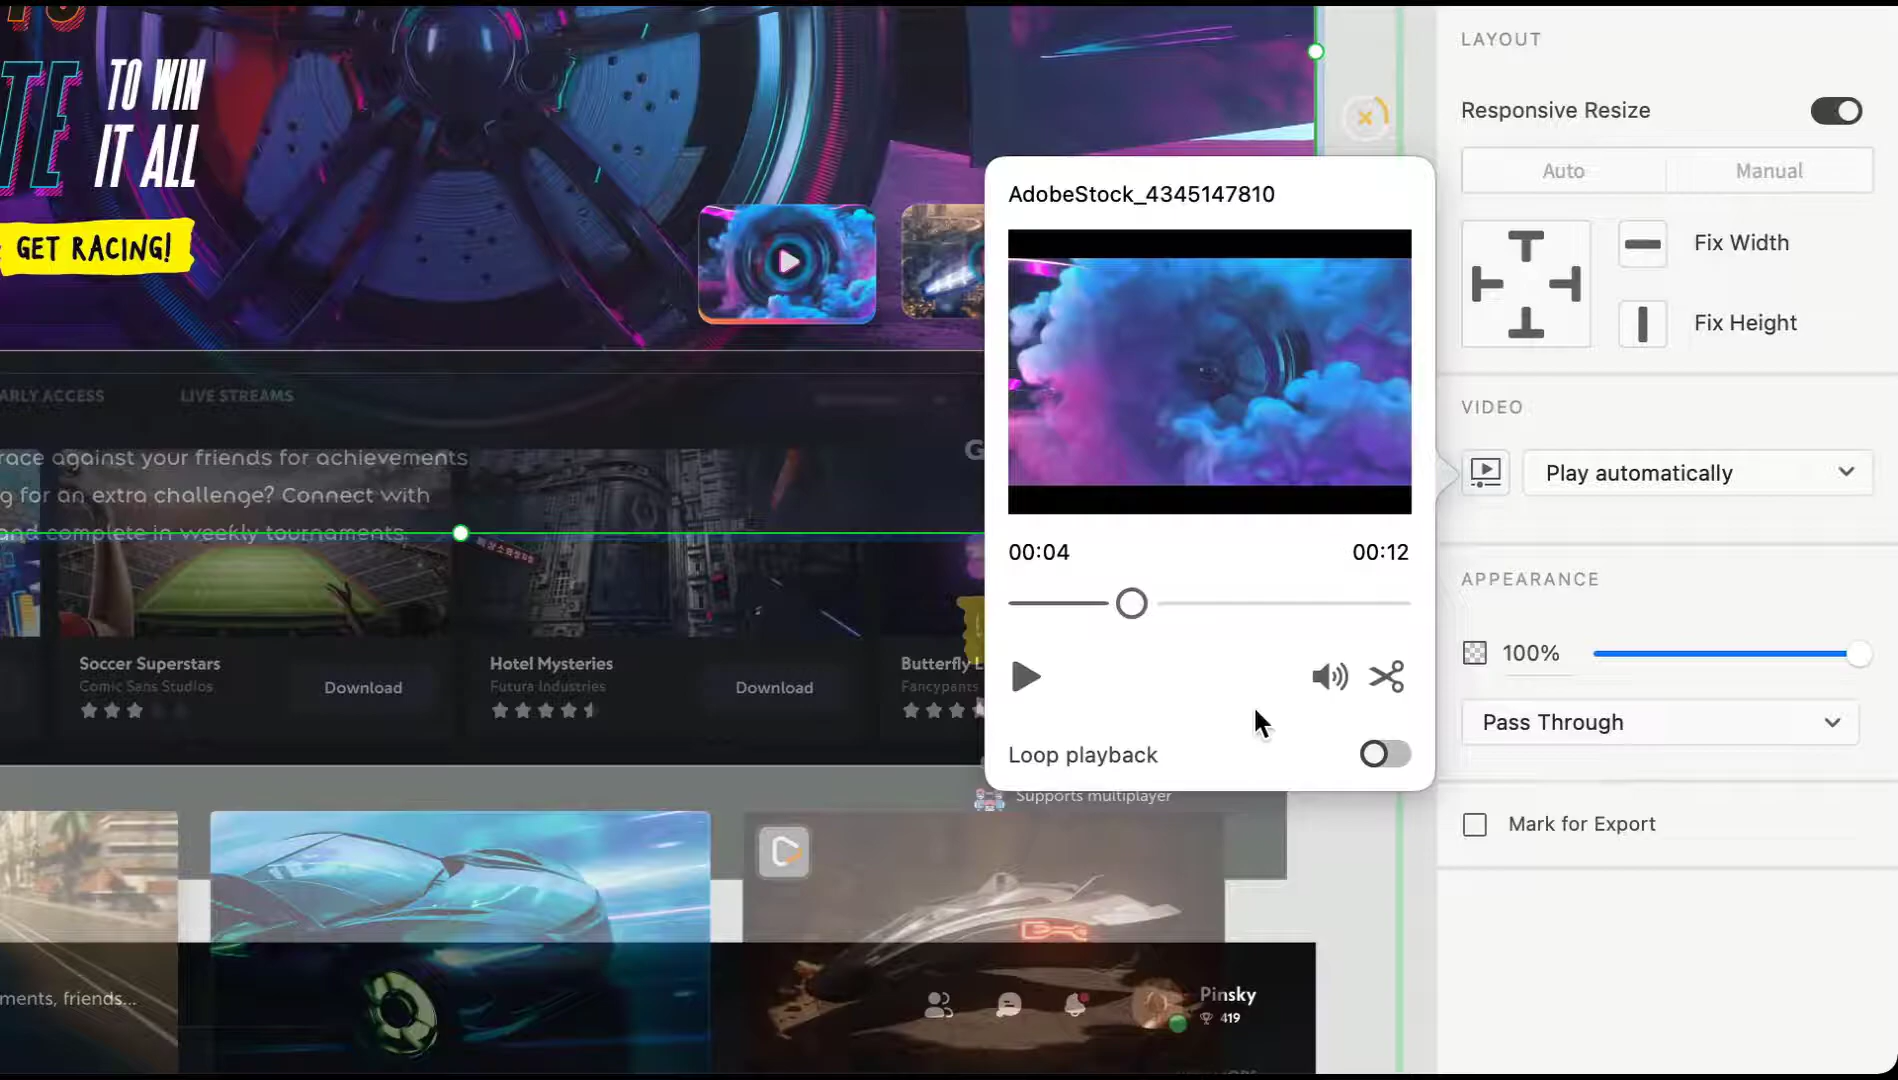 TE
TO WIN
IT ALL
GET RACING!
ARLY ACCESS
LIVE STREAMS
race against your friends for achievements
g for an extra challenge? Connect with
and complete in weekly tournaments.
G
Soccer Superstars
Comic Sans Studios
Download
Hotel Mysteries
Futura Industries
Download
Butterfly L
Fancypants
Supports multiplayer
ments, friends...
Pinsky
419
AdobeStock_4345147810
00:04
00:12
Loop playback
LAYOUT
Responsive Resize
Auto
Manual
Fix Width
Fix Height
VIDEO
Play automatically
APPEARANCE
100%
Pass Through
Mark for Export